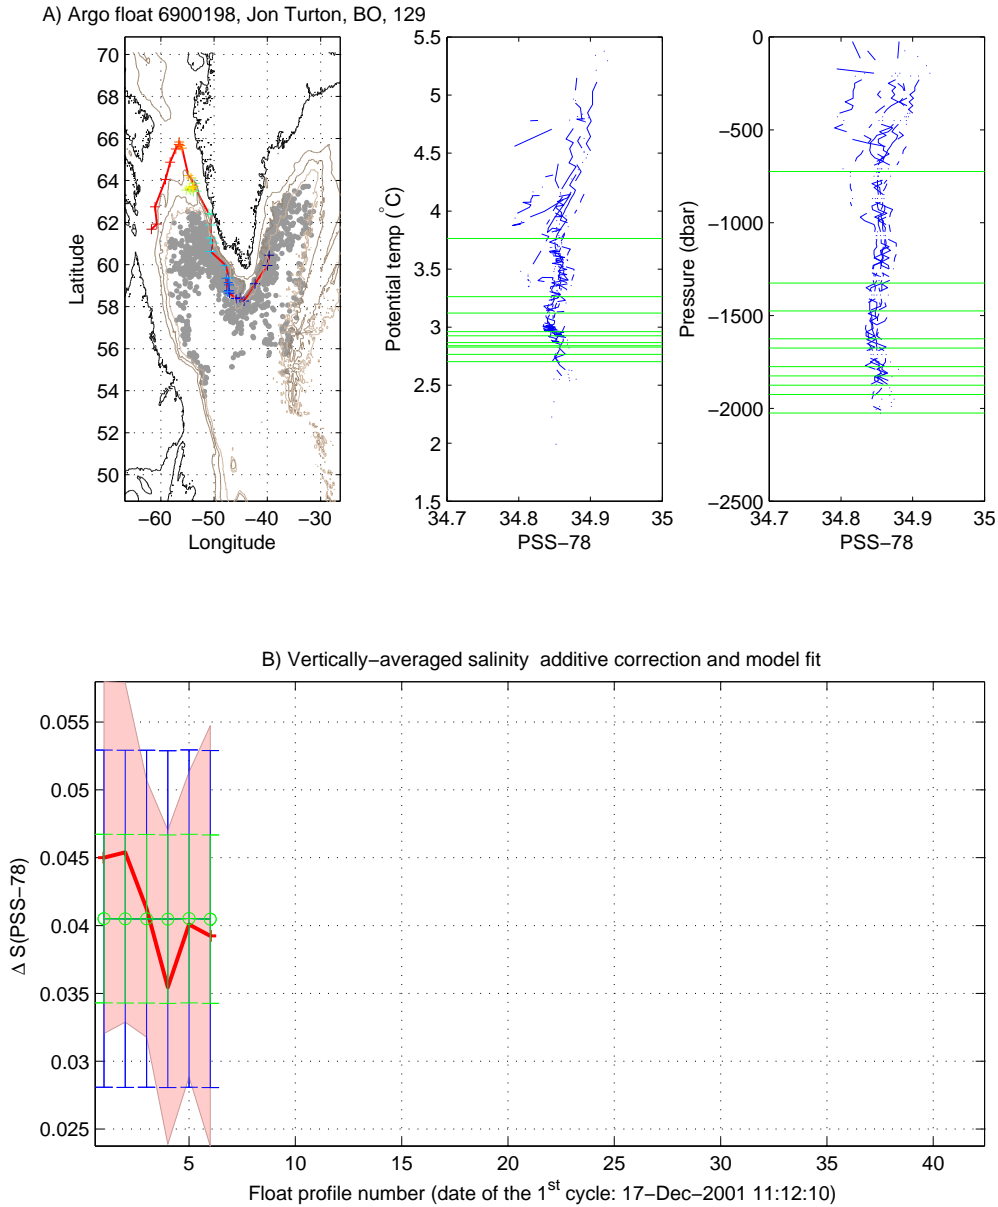 A) Argo float 6900198, Jon Turton, BO, 129
70
68
66
64
62
60
58
56
54
52
50
−60 −50 −40 −30
Longitude
Latitude
5.5
5
4.5
4
3.5
3
2.5
2
1.5
34.7 34.8 34.9 35
PSS−78
Potential temp (°C)
0
−500
−1000
−1500
−2000
−2500
34.7 34.8 34.9 35
PSS−78
Pressure (dbar)
B) Vertically−averaged salinity additive correction and model fit
0.055
0.05
0.045
0.04
0.035
0.03
0.025
Δ S(PSS−78)
5 10 15 20 25 30 35 40
Float profile number (date of the 1st cycle: 17−Dec−2001 11:12:10)